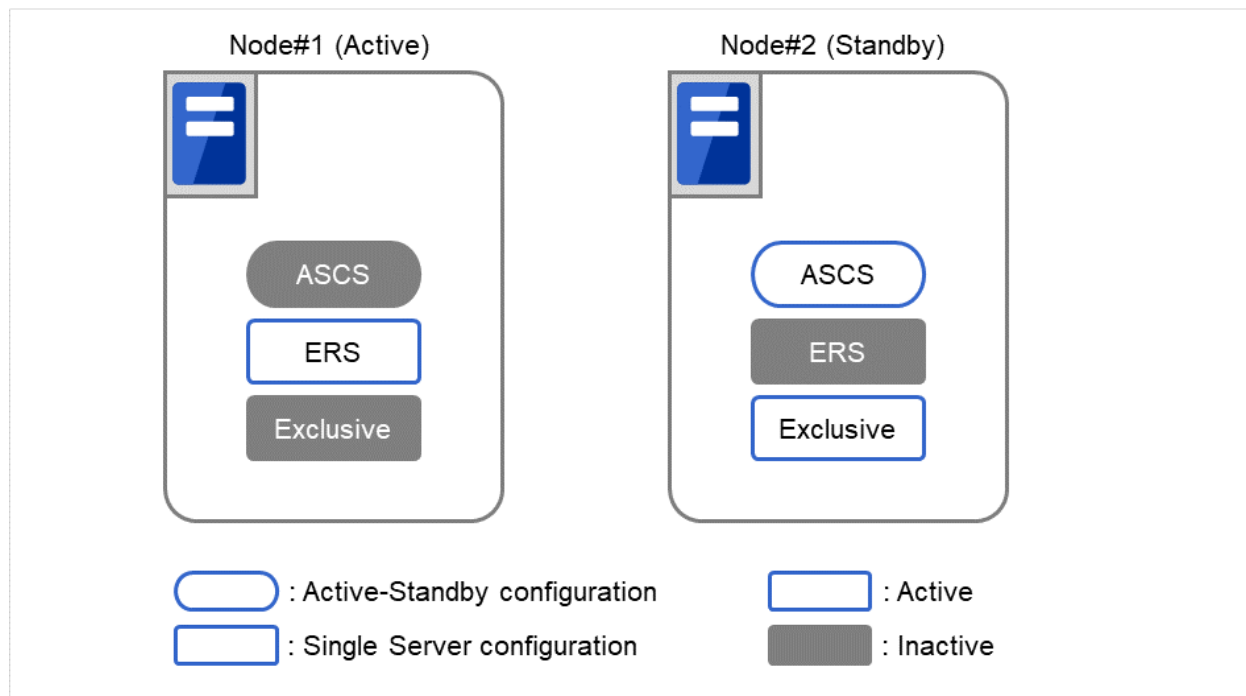 Node#1 (Active)
Node#2 (Standby)
ASCS
ERS
Exclusive
ASCS
ERS
Exclusive
: Active-Standby configuration
: Active
: Single Server configuration
: Inactive